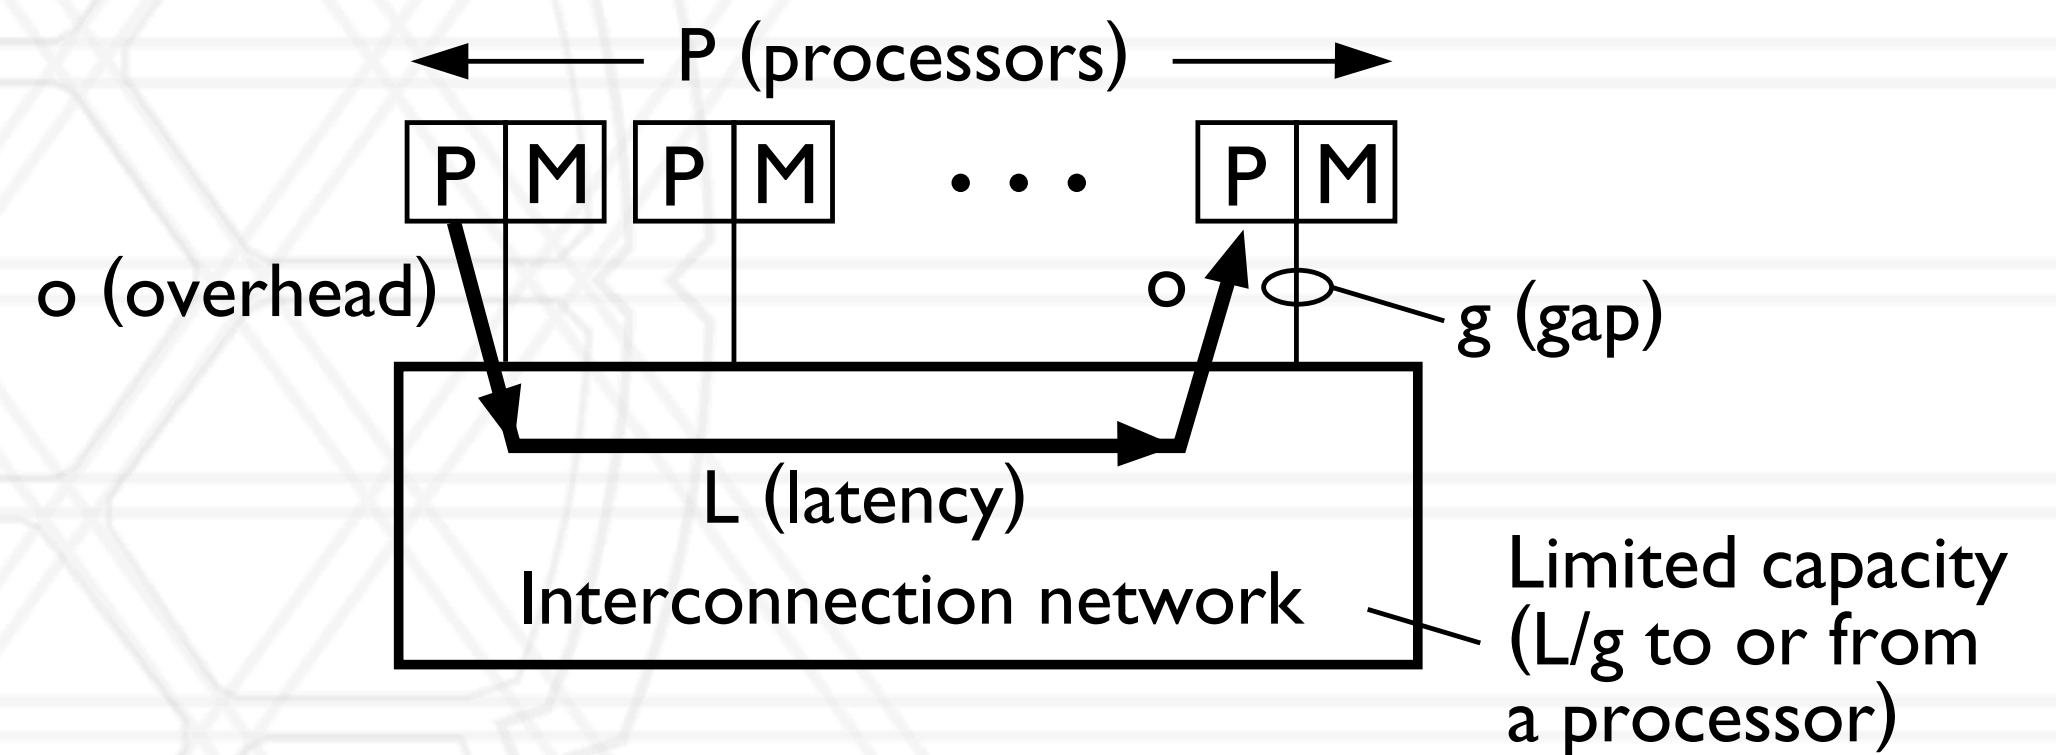 P (processors)
P M P M • • • P M
o (overhead)
o
g (gap)
L (latency)
Interconnection network
Limited capacity
(L/g to or from
a processor)